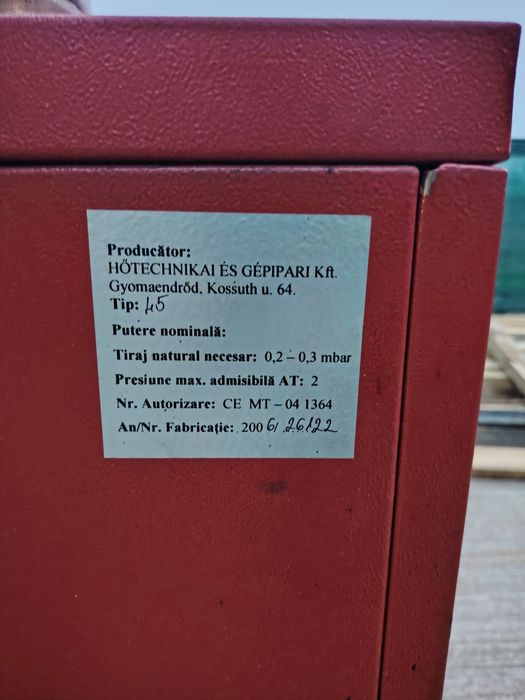 Producător:
HŐTECHNIKAI ÉS GÉPIPARI Kft.
Gyomaendrőd, Kossuth u. 64.
Tip: 45
Putere nominală:
Tiraj natural necesar: 0,2 – 0,3 mbar
Presiune max. admisibilă AT: 2
Nr. Autorizare: CE MT – 04 1364
An/Nr. Fabricație: 2006/ 26122